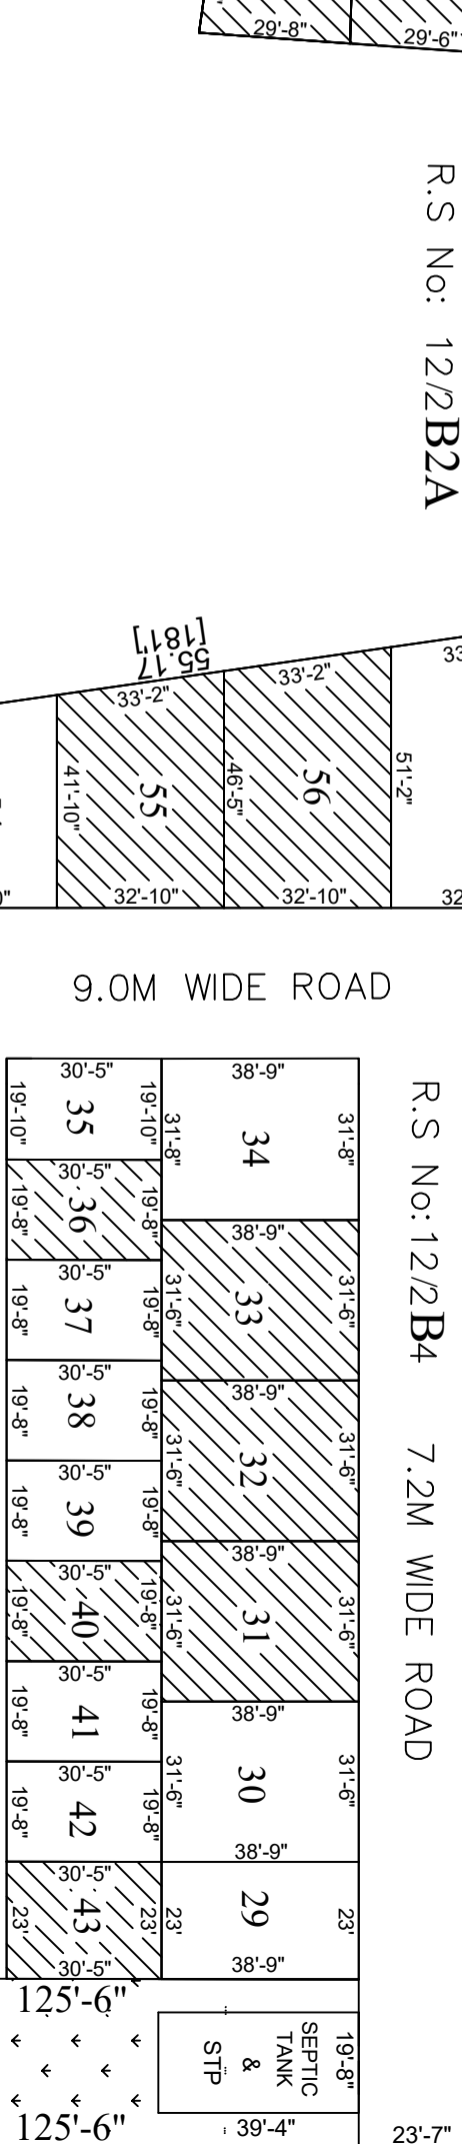 29'-8" 29'-6"
R.S No: 12/2B2A
55.17
[181']
33'-2" 33'-2"
41'-10" 55 46'-5" 56 51'-2"
32'-10" 32'-10"
9.0M WIDE ROAD
R.S No:12/2B4 7.2M WIDE ROAD
30'-5" 38'-9"
19'-10" 35 19'-10" 31'-8" 34 31'-8"
30'-5"
19'-8" 36 19'-8"
38'-9"
30'-5"
19'-8" 37 19'-8" 31'-6" 33 31'-6"
30'-5"
38'-9"
19'-8" 38 19'-8" 31'-6" 32 31'-6"
30'-5"
19'-8" 39 19'-8"
38'-9"
30'-5"
19'-8" 40 19'-8" 31'-6" 31 31'-6"
30'-5"
38'-9"
19'-8" 41 19'-8" 31'-6" 30 31'-6"
30'-5"
19'-8" 42 19'-8"
38'-9"
30'-5"
23' 43 23' 23' 29 23'
30'-5" 38'-9"
125'-6"
19'-8"
SEPTIC
TANK
&
STP
125'-6" 39'-4" 23'-7"